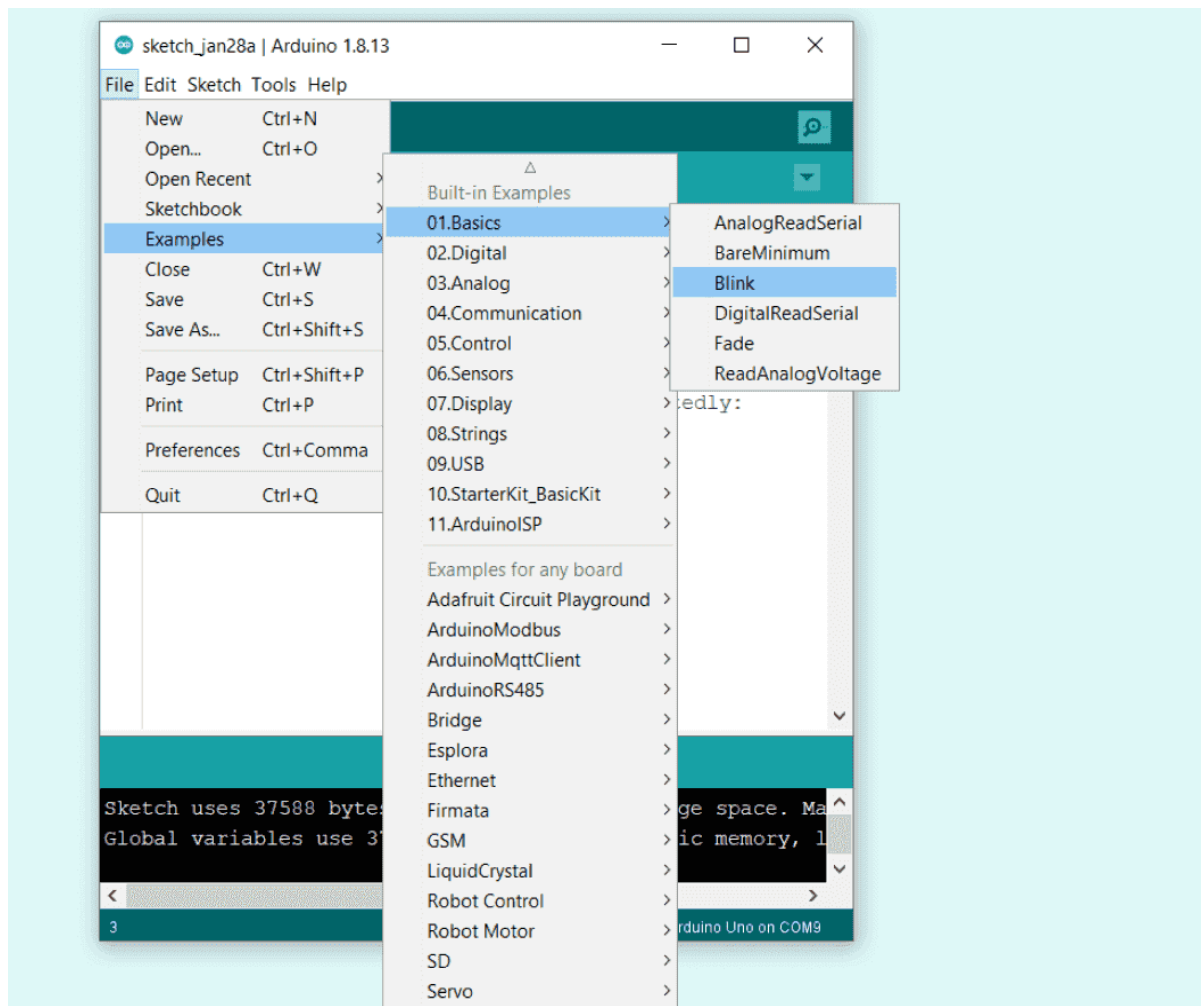 sketch_jan28a | Arduino 1.8.13
File Edit Sketch Tools Help
New Ctrl+N
Open... Ctrl+O
Open Recent
Sketchbook
Examples
Close Ctrl+W
Save Ctrl+S
Save As... Ctrl+Shift+S
Page Setup Ctrl+Shift+P
Print Ctrl+P
Preferences Ctrl+Comma
Quit Ctrl+Q
Built-in Examples
01.Basics
02.Digital
03.Analog
04.Communication
05.Control
06.Sensors
07.Display
08.Strings
09.USB
10.StarterKit_BasicKit
11.ArduinoISP
Examples for any board
Adafruit Circuit Playground
ArduinoModbus
ArduinoMqttClient
ArduinoRS485
Bridge
Esplora
Ethernet
Firmata
GSM
LiquidCrystal
Robot Control
Robot Motor
SD
Servo
AnalogReadSerial
BareMinimum
Blink
DigitalReadSerial
Fade
ReadAnalogVoltage
edly:
Sketch uses 37588 byte ge space. Ma
Global variables use 3 ic memory, l
3 rduino Uno on COM9